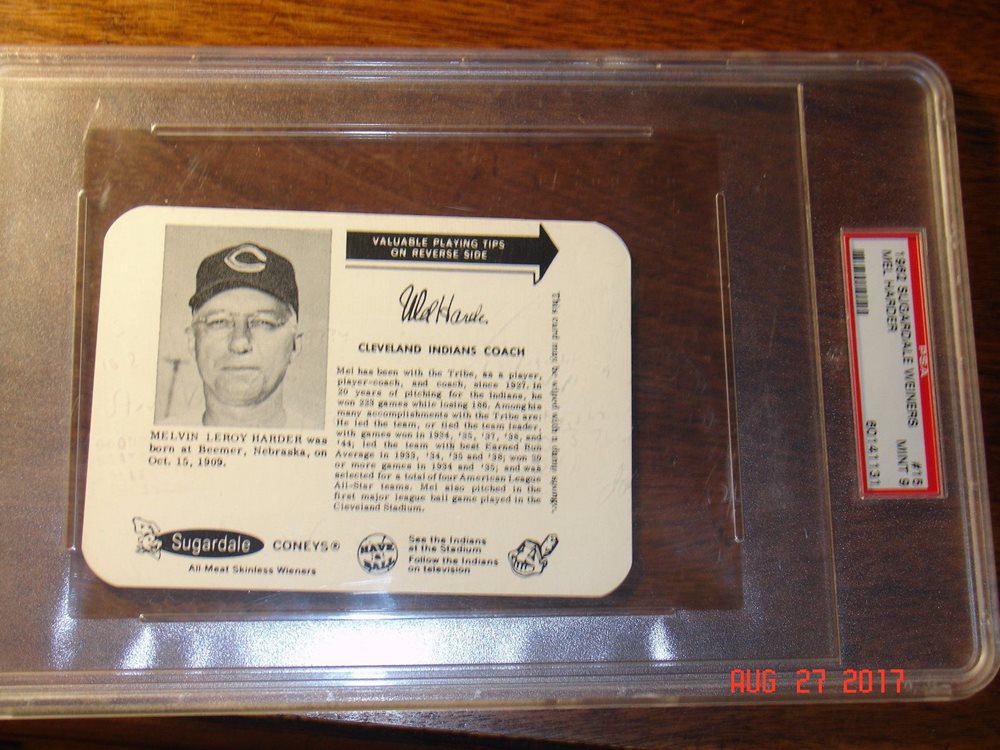 VALUABLE PLAYING TIPS
ON REVERSE SIDE
Mel Harder
CLEVELAND INDIANS COACH
Mel has been with the Tribe, as a player,
player-coach, and coach, since 1927. In
20 years of pitching for the Indians, he
won 223 games while losing 186. Among his
many accomplishments with the Tribe are:
He led the team, or tied the team leader,
with games won in 1934, '35, '37, '38, and
'44; led the team with best Earned Run
Average in 1933, '34, '35 and '38; won 20
or more games in 1934 and '35; and was
selected for a total of four American League
All-Star teams. Mel also pitched in the
first major league ball game played in the
Cleveland Stadium.
This card may be wiped with a damp sponge.
MELVIN LEROY HARDER was
born at Beemer, Nebraska, on
Oct. 15, 1909.
Sugardale CONEYS®
All Meat Skinless Wieners
HAVE
A
BALL
See the Indians
at the Stadium
Follow the Indians
on television
PSA
1962 SUGARDALE WEINERS #15
MEL HARDER MINT 9
60141131
AUG 27 2017